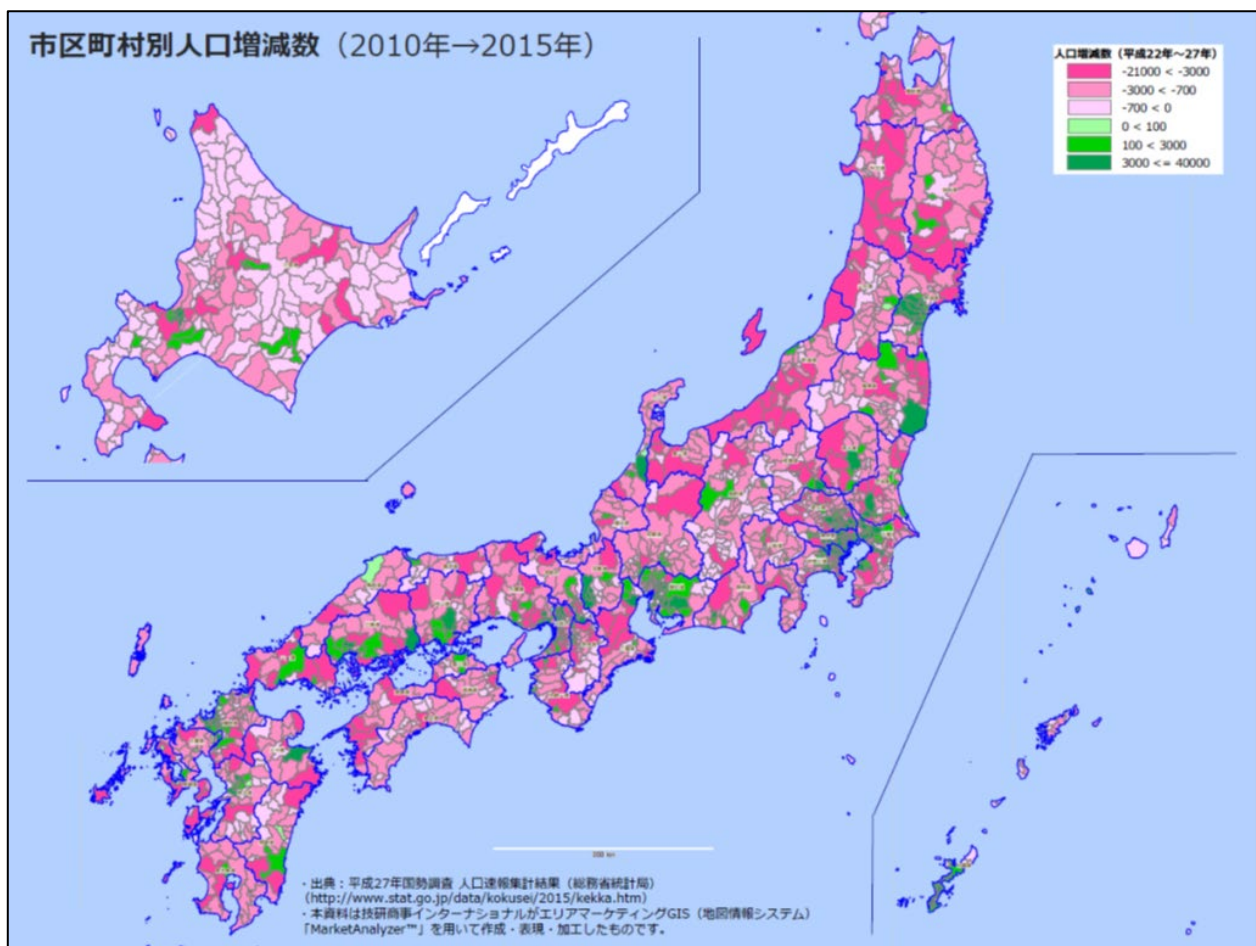 市区町村別人口増減数（2010年→2015年）
人口増減数（平成22年～27年）
-21000 < -3000
-3000 < -700
-700 < 0
0 < 100
100 < 3000
3000 <= 40000
200 km
・出典：平成27年国勢調査 人口速報集計結果（総務省統計局）
（http://www.stat.go.jp/data/kokusei/2015/kekka.htm）
・本資料は技研商事インターナショナルがエリアマーケティングGIS（地図情報システム）
「MarketAnalyzer™」を用いて作成・表現・加工したものです。